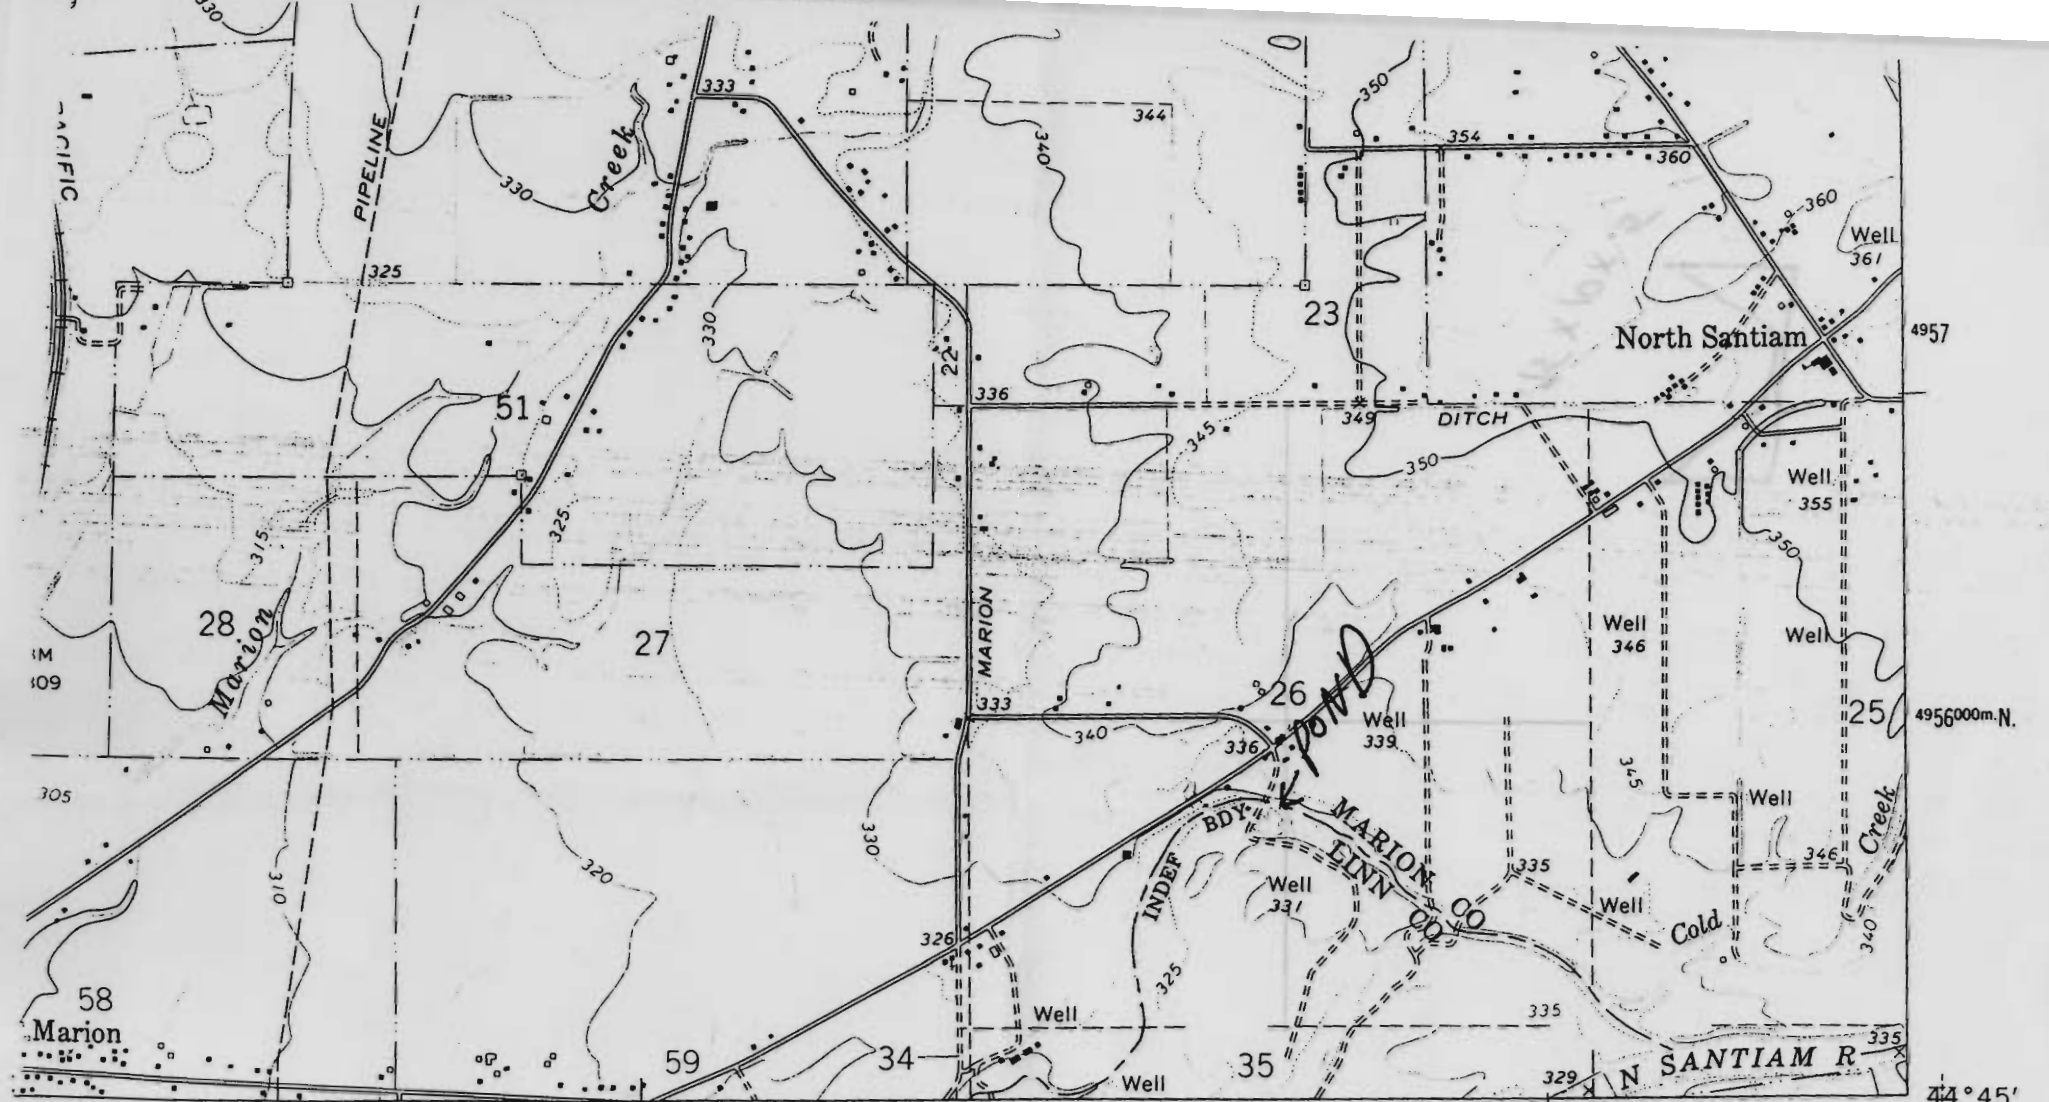 330
ACIFIC
PIPELINE
330
Creek
333
344
340
350
354
360
360
Well
361
325
330
23
North Santiam
4957
22
51
336
349
DITCH
345
350
Well
355
350
315
325
28
Marion
27
MARION
Well
346
Well
M
309
333
340
26
336
POND
Well
339
25
4956000m.N.
305
345
Well
310
320
330
BDY
INDEF
MARION CO
LINN CO
335
346
Creek
Well
331
Well
Cold
340
326
325
58
Marion
Well
335
335
59
34
Well
35
329
N SANTIAM R
44°45'